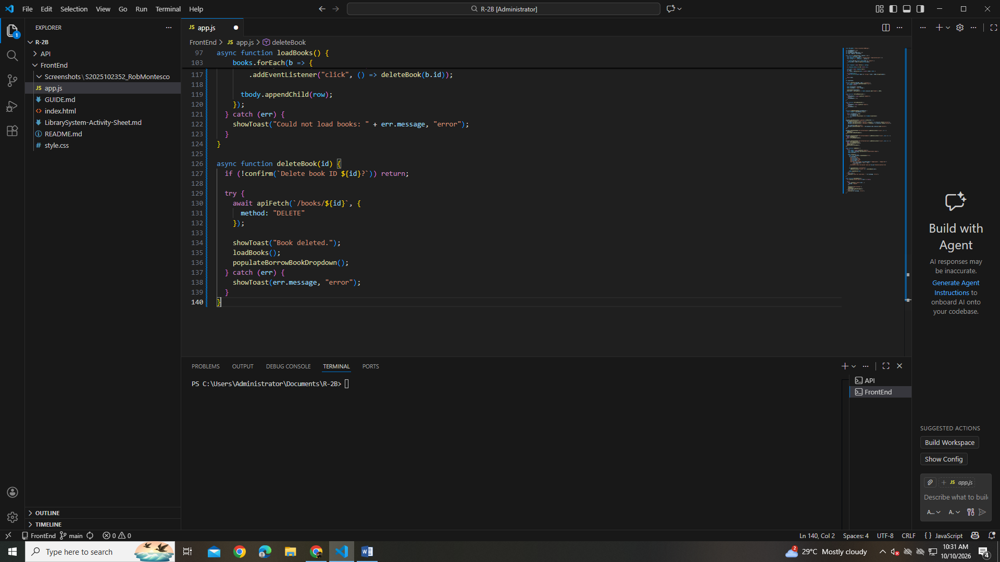 File Edit Selection View Go Run Terminal Help
R-2B [Administrator]
EXPLORER
R-2B
API
FrontEnd
Screenshots\S2025102352_RobMontesco
JS app.js
GUIDE.md
<> index.html
LibrarySystem-Activity-Sheet.md
README.md
# style.css
OUTLINE
TIMELINE
JS app.js
FrontEnd > JS app.js > deleteBook
97 async function loadBooks() {
103 books.forEach(b => {
117 .addEventListener("click", () => deleteBook(b.id));
118
119 tbody.appendChild(row);
120 });
121 } catch (err) {
122 showToast("Could not load books: " + err.message, "error");
123 }
124 }
125
126 async function deleteBook(id) {
127 if (!confirm(`Delete book ID ${id}?`)) return;
128
129 try {
130 await apiFetch(`/books/${id}`, {
131 method: "DELETE"
132 });
133
134 showToast("Book deleted.");
135 loadBooks();
136 populateBorrowBookDropdown();
137 } catch (err) {
138 showToast(err.message, "error");
139 }
140 }
PROBLEMS OUTPUT DEBUG CONSOLE TERMINAL PORTS
PS C:\Users\Administrator\Documents\R-2B>
API
FrontEnd
Build with
Agent
AI responses may
be inaccurate.
Generate Agent
Instructions to
onboard AI onto
your codebase.
SUGGESTED ACTIONS
Build Workspace
Show Config
+ JS app.js
Describe what to buil
A... A.
FrontEnd main 0 0
Ln 140, Col 2 Spaces: 4 UTF-8 CRLF { } JavaScript
Type here to search
2 29°C Mostly cloudy
10:31 AM
10/10/2026
4